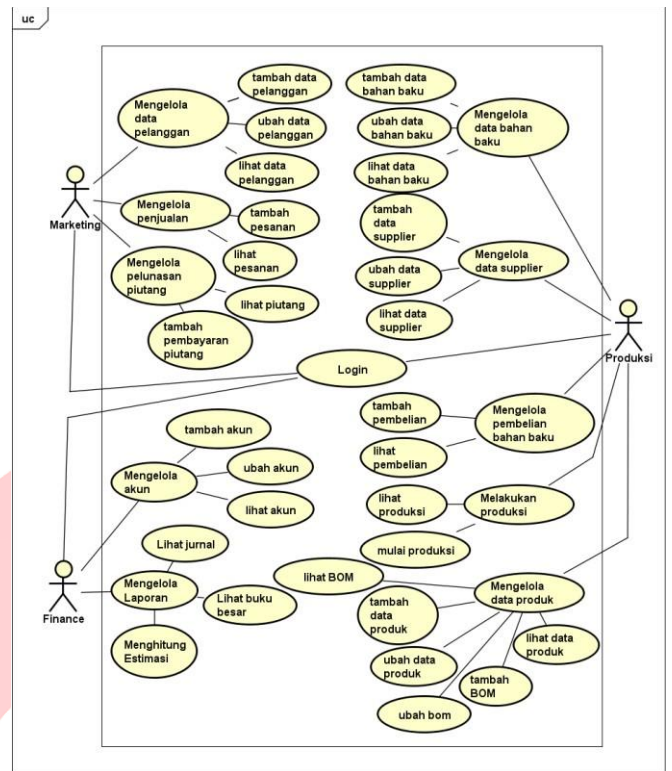 uc
tambah data
pelanggan
Mengelola
data
pelanggan
ubah data
pelanggan
lihat data
pelanggan
Marketing
Mengelola
penjualan
tambah
pesanan
lihat
pesanan
Mengelola
pelunasan
piutang
lihat piutang
tambah
pembayaran
piutang
tambah data
bahan baku
Mengelola
data bahan
baku
ubah data
bahan baku
lihat data
bahan baku
tambah
data
supplier
Mengelola
data supplier
ubah data
supplier
lihat data
supplier
Produksi
Login
tambah
pembelian
Mengelola
pembelian
bahan baku
lihat
pembelian
lihat
produksi
Melakukan
produksi
mulai produksi
tambah akun
Mengelola
akun
ubah akun
lihat akun
Lihat jurnal
Mengelola
Laporan
Lihat buku
besar
Finance
Menghitung
Estimasi
lihat BOM
Mengelola
data produk
tambah
data
produk
lihat data
produk
ubah data
produk
tambah
BOM
ubah bom